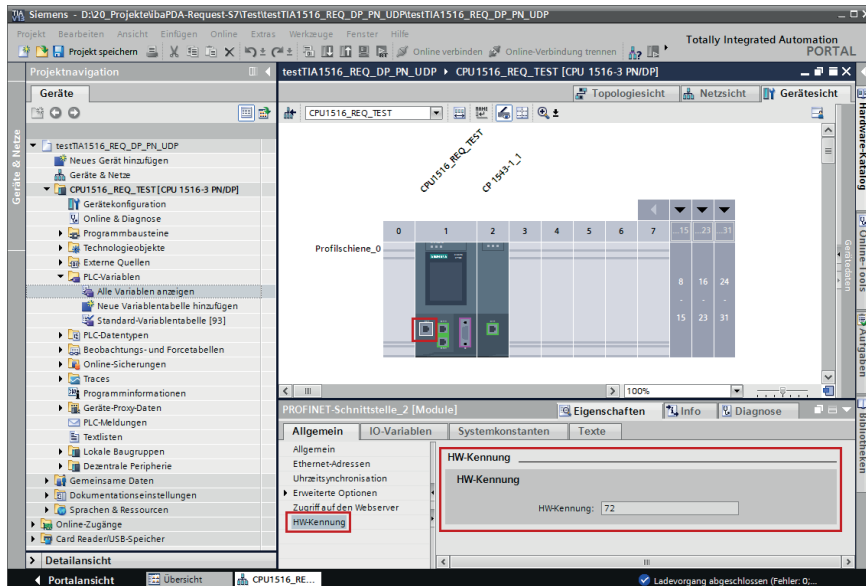 Siemens - D:\20_Projekte\ibaPDA-Request-S7\Test\testTIA1516_REQ_DP_PN_UDP\testTIA1516_REQ_DP_PN_UDP
Projekt Bearbeiten Ansicht Einfügen Online Extras Werkzeuge Fenster Hilfe
Projekt speichern Online verbinden Online-Verbindung trennen
Totally Integrated Automation
PORTAL
Projektnavigation
testTIA1516_REQ_DP_PN_UDP CPU1516_REQ_TEST [CPU 1516-3 PN/DP]
Geräte
Topologiesicht Netzsicht Gerätesicht
CPU1516_REQ_TEST
testTIA1516_REQ_DP_PN_UDP
Neues Gerät hinzufügen
Geräte & Netze
CPU1516_REQ_TEST [CPU 1516-3 PN/DP]
Gerätekonfiguration
Online & Diagnose
Programmbausteine
Technologieobjekte
Externe Quellen
PLC-Variablen
Alle Variablen anzeigen
Neue Variablentabelle hinzufügen
Standard-Variablentabelle [93]
PLC-Datentypen
Beobachtungs- und Forcetabellen
Online-Sicherungen
Traces
Programminformationen
Geräte-Proxy-Daten
PLC-Meldungen
Textlisten
Lokale Baugruppen
Dezentrale Peripherie
Gemeinsame Daten
Dokumentationseinstellungen
Sprachen & Ressourcen
Online-Zugänge
Card Reader/USB-Speicher
Detailansicht
Geräte & Netze
CPU1516_REQ_TEST
CP 1543-1_1
0 1 2 3 4 5 6 7 ...15 ...23 ...31
Profilschiene_0
SIEMENS
8 16 24
- - -
15 23 31
Gerätedaten
100%
PROFINET-Schnittstelle_2 [Module]
Eigenschaften Info Diagnose
Allgemein IO-Variablen Systemkonstanten Texte
Allgemein
Ethernet-Adressen
Uhrzeitsynchronisation
Erweiterte Optionen
Zugriff auf den Webserver
HW-Kennung
HW-Kennung
HW-Kennung
HW-Kennung: 72
Hardware-Katalog
Online-Tools
Aufgaben
Bibliotheken
Portalansicht Übersicht CPU1516_RE... Ladevorgang abgeschlossen (Fehler: 0;...